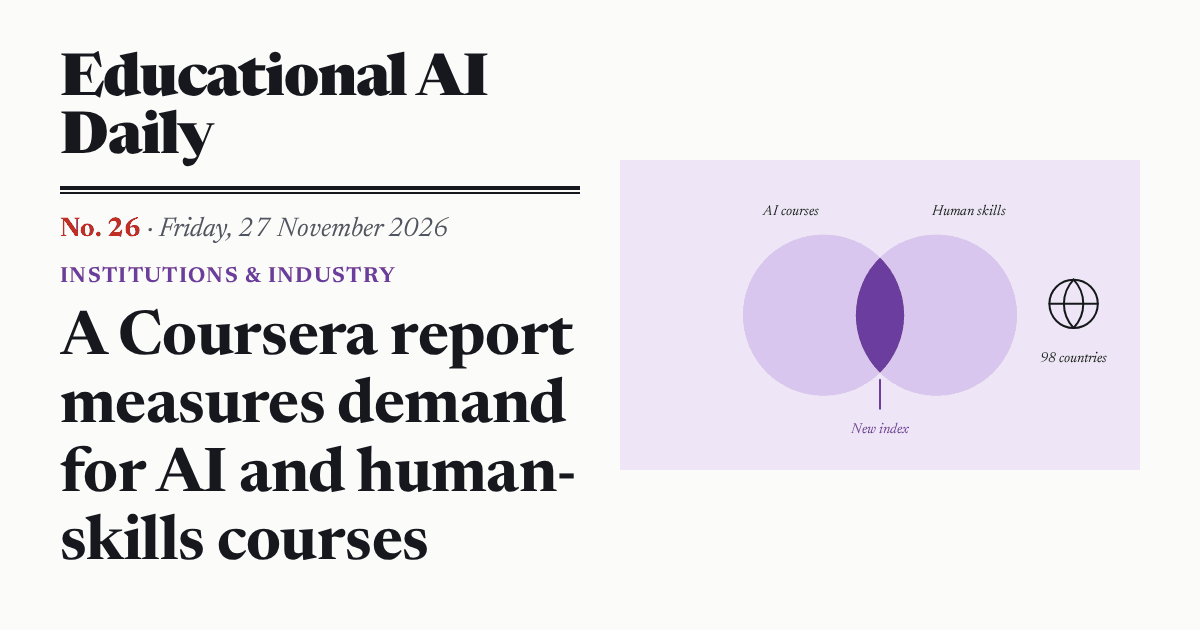 Educational AI
Daily
No. 26 · Friday, 27 November 2026
INSTITUTIONS & INDUSTRY
A Coursera report
measures demand
for AI and human-
skills courses
AI courses
Human skills
98 countries
New index